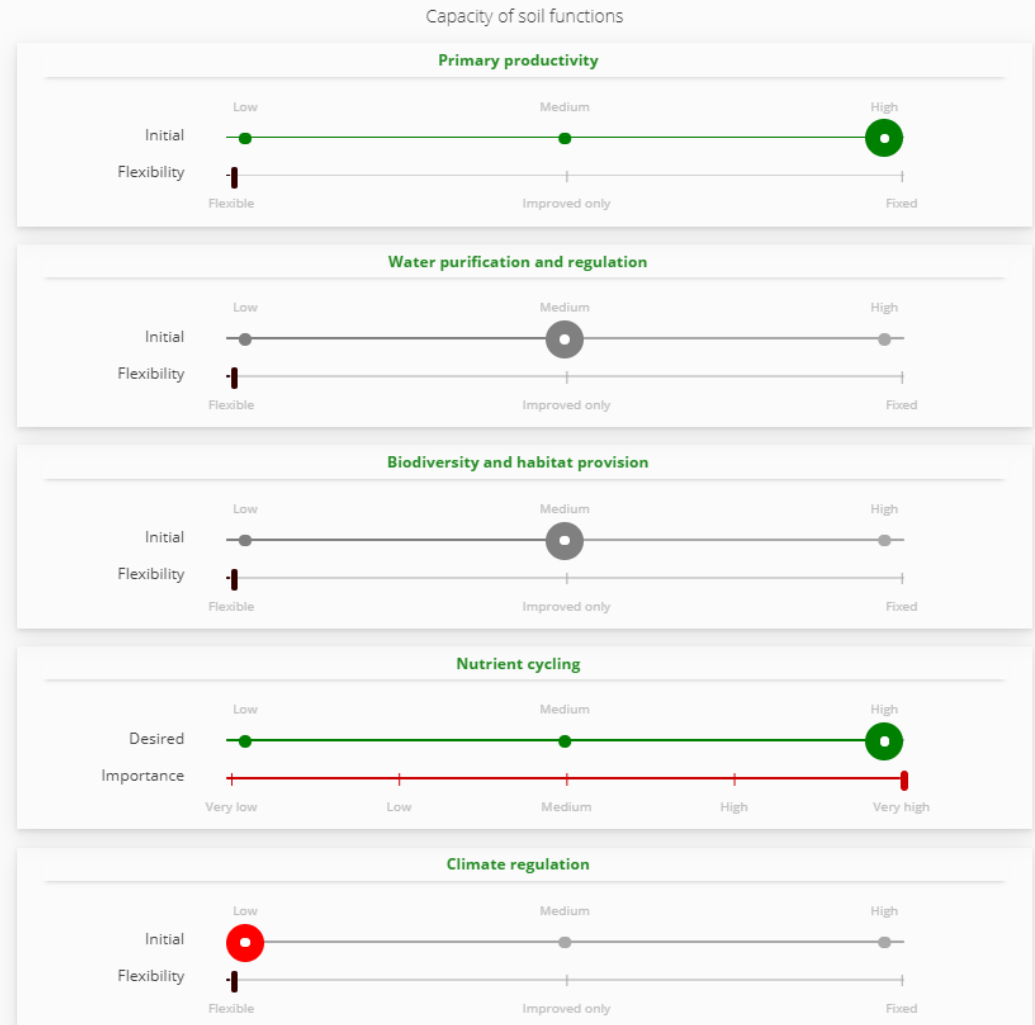 Capacity of soil functions
Primary productivity
Low Medium High
Initial
Flexibility
Flexible Improved only Fixed
Water purification and regulation
Low Medium High
Initial
Flexibility
Flexible Improved only Fixed
Biodiversity and habitat provision
Low Medium High
Initial
Flexibility
Flexible Improved only Fixed
Nutrient cycling
Low Medium High
Desired
Importance
Very low Low Medium High Very high
Climate regulation
Low Medium High
Initial
Flexibility
Flexible Improved only Fixed